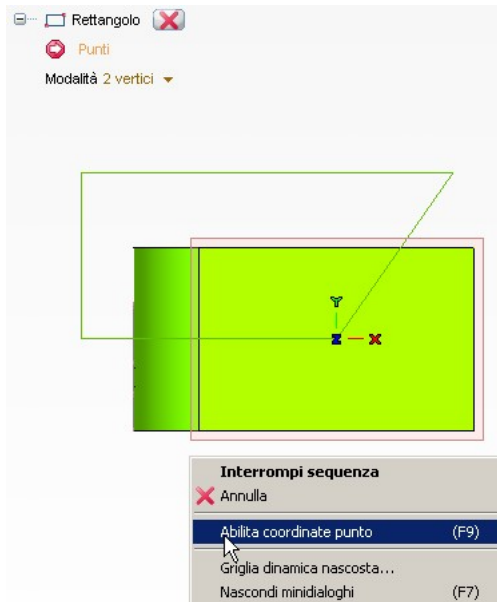 Rettangolo
Punti
Modalità 2 vertici
Y
Z X
Interrompi sequenza
Annulla
Abilita coordinate punto (F9)
Griglia dinamica nascosta...
Nascondi minidialoghi (F7)